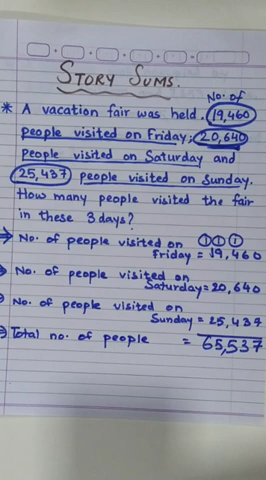 + + + + =
STORY SUMS.
No. of
* A vacation fair was held. 19,460
people visited on Friday; 20,640
people visited on Saturday and
25,437 people visited on Sunday.
How many people visited the fair
in these 3 days?
→ No. of people visited on ① ① ①
Friday = 19,460
→ No. of people visited on
Saturday = 20,640
→ No. of people visited on
Sunday = 25,437
→ Total no. of people = 65,537